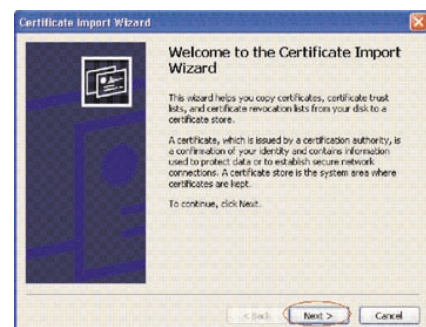 Certificate Import Wizard
Welcome to the Certificate Import
Wizard
This wizard helps you copy certificates, certificate trust
lists, and certificate revocation lists from your disk to a
certificate store.
A certificate, which is issued by a certification authority, is
a confirmation of your identity and contains information
used to protect data or to establish secure network
connections. A certificate store is the system area where
certificates are kept.
To continue, click Next.
< Back Next > Cancel